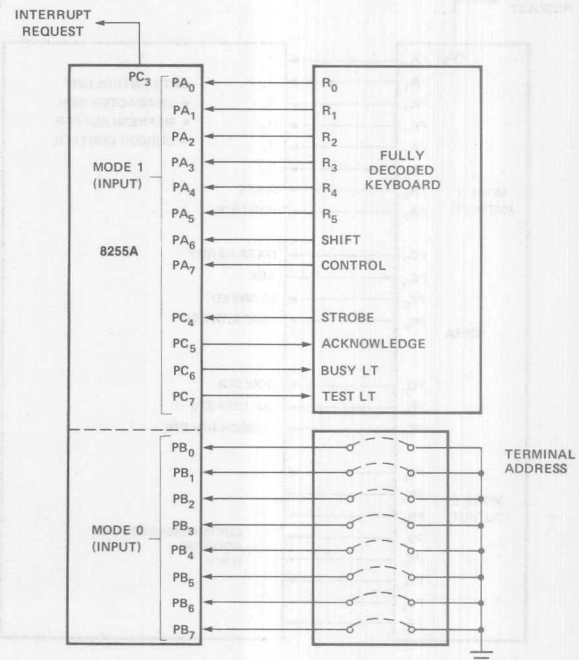 INTERRUPT
REQUEST
PC3
PA0 R0
PA1 R1
PA2 R2
PA3 R3
PA4 R4
PA5 R5
PA6 SHIFT
PA7 CONTROL
MODE 1
(INPUT)
FULLY
DECODED
KEYBOARD
8255A
PC4 STROBE
PC5 ACKNOWLEDGE
PC6 BUSY LT
PC7 TEST LT
PB0
PB1
PB2
PB3
PB4
PB5
PB6
PB7
MODE 0
(INPUT)
TERMINAL
ADDRESS